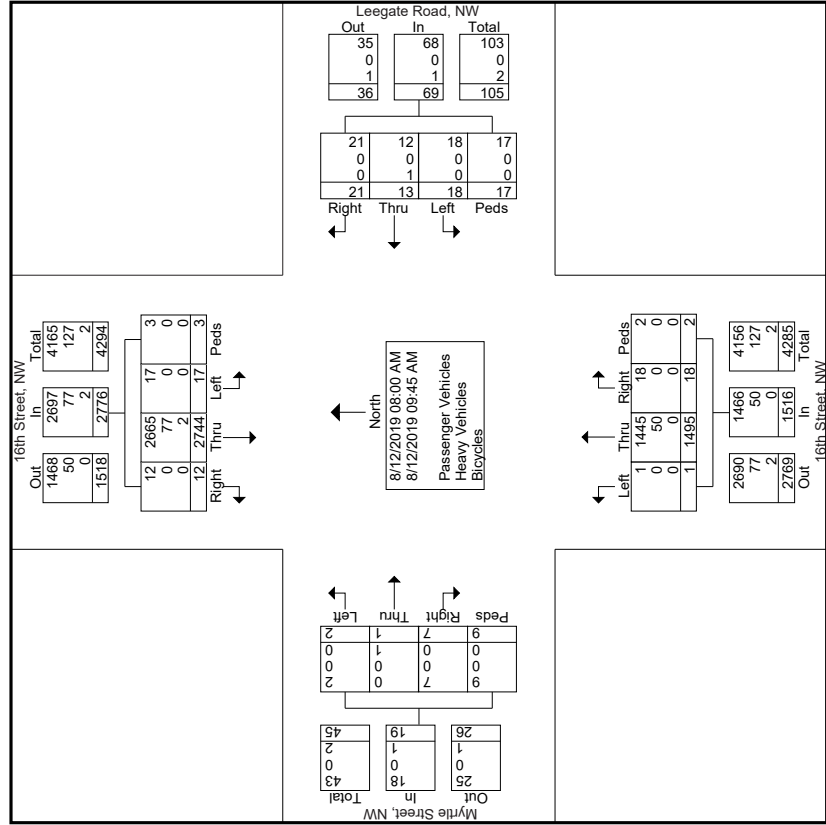 Leegate Road, NW
Out In Total
35 68 103
0 0 0
1 1 2
36 69 105
21 12 18 17
0 0 0 0
0 1 0 0
21 13 18 17
Right Thru Left Peds
16th Street, NW
Out In Total
1468 2697 4165
50 77 127
0 2 2
1518 2776 4294
12 2665 17 3
0 77 0 0
0 2 0 0
12 2744 17 3
Right Thru Left Peds
North
8/12/2019 08:00 AM
8/12/2019 09:45 AM
Passenger Vehicles
Heavy Vehicles
Bicycles
Left Thru Right Peds
1 1445 18 2
0 50 0 0
0 0 0 0
1 1495 18 2
2690 1466 4156
77 50 127
2 0 2
2769 1516 4285
Out In Total
16th Street, NW
Left Thru Right Peds
2 1 7 9
0 1 0 0
0 0 0 0
2 0 7 9
45 19 26
2 1 1
0 0 0
43 18 25
Total In Out
Myrtle Street, NW